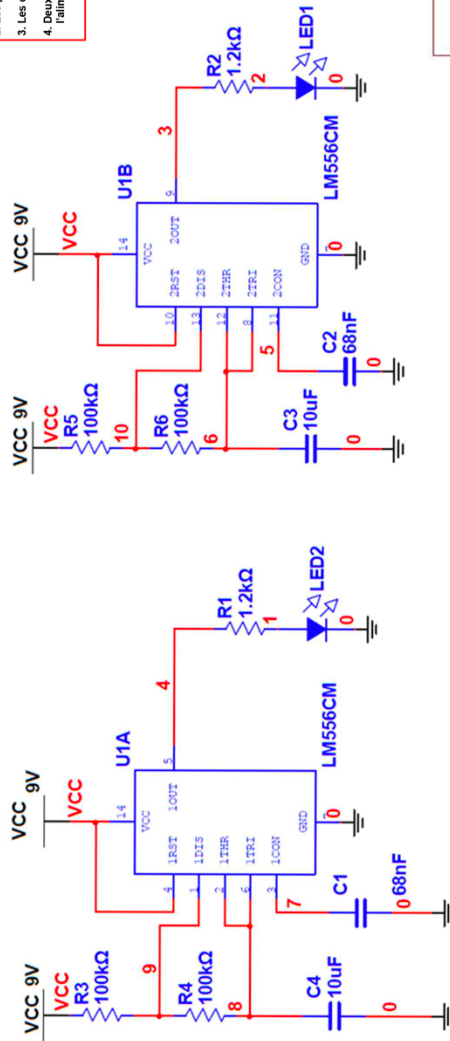 3. Les
4. Deux
l'alin
VCC 9V
VCC
R3
100kΩ
9
R4
100kΩ
8
C4
10uF
0
VCC 9V
VCC
U1A
14
VCC
4
1RST
1
1DIS
2
1THR
6
1TRI
3
1CON
5
1OUT
GND
0
LM556CM
7
C1
68nF
0
4
R1
1.2kΩ
1
LED2
0
VCC 9V
VCC
R5
100kΩ
10
R6
100kΩ
6
C3
10uF
0
VCC 9V
VCC
U1B
14
VCC
10
2RST
13
2DIS
12
2THR
8
2TRI
11
2CON
9
2OUT
GND
0
LM556CM
5
C2
68nF
0
3
R2
1.2kΩ
2
LED1
0